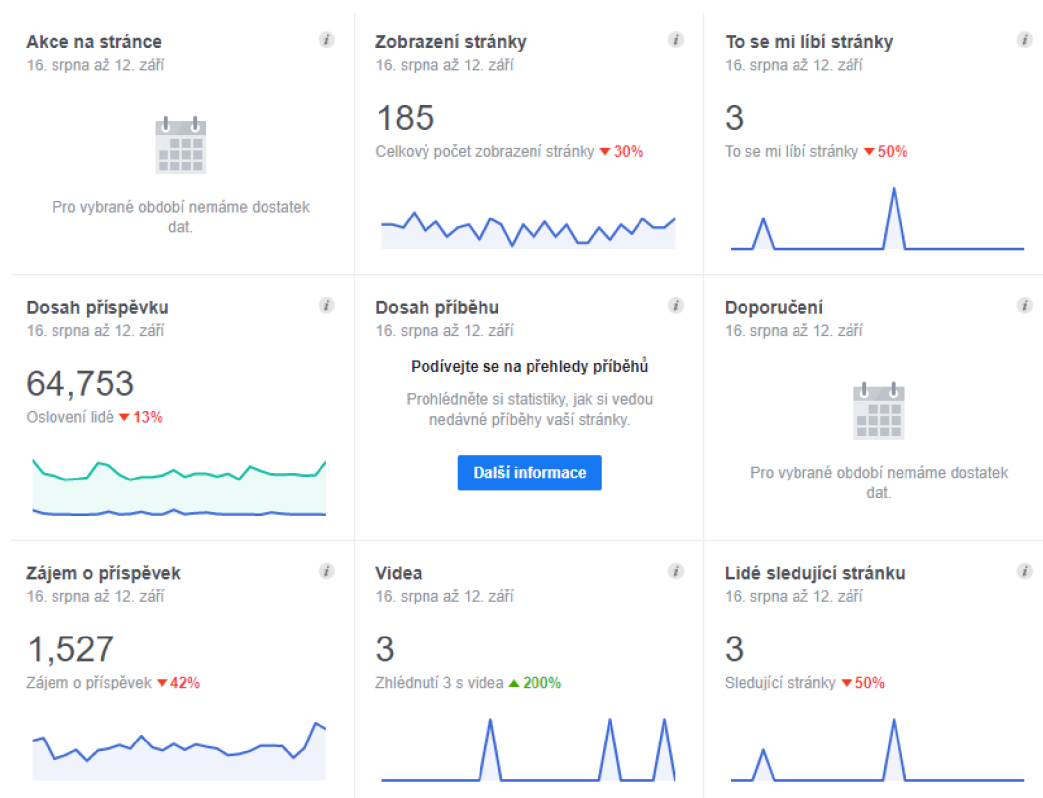 Akce na stránce
16. srpna až 12. září
Pro vybrané období nemáme dostatek
dat.
Zobrazení stránky
16. srpna až 12. září
185
Celkový počet zobrazení stránky ▼ 30%
To se mi líbí stránky
16. srpna až 12. září
3
To se mi líbí stránky ▼ 50%
Dosah příspěvku
16. srpna až 12. září
64,753
Oslovení lidé ▼ 13%
Dosah příběhu
16. srpna až 12. září
Podívejte se na přehledy příběhů
Prohlédněte si statistiky, jak si vedou
nedávné příběhy vaší stránky.
Další informace
Doporučení
16. srpna až 12. září
Pro vybrané období nemáme dostatek
dat.
Zájem o příspěvek
16. srpna až 12. září
1,527
Zájem o příspěvek ▼ 42%
Videa
16. srpna až 12. září
3
Zhlédnutí 3 s videa ▲ 200%
Lidé sledující stránku
16. srpna až 12. září
3
Sledující stránky ▼ 50%